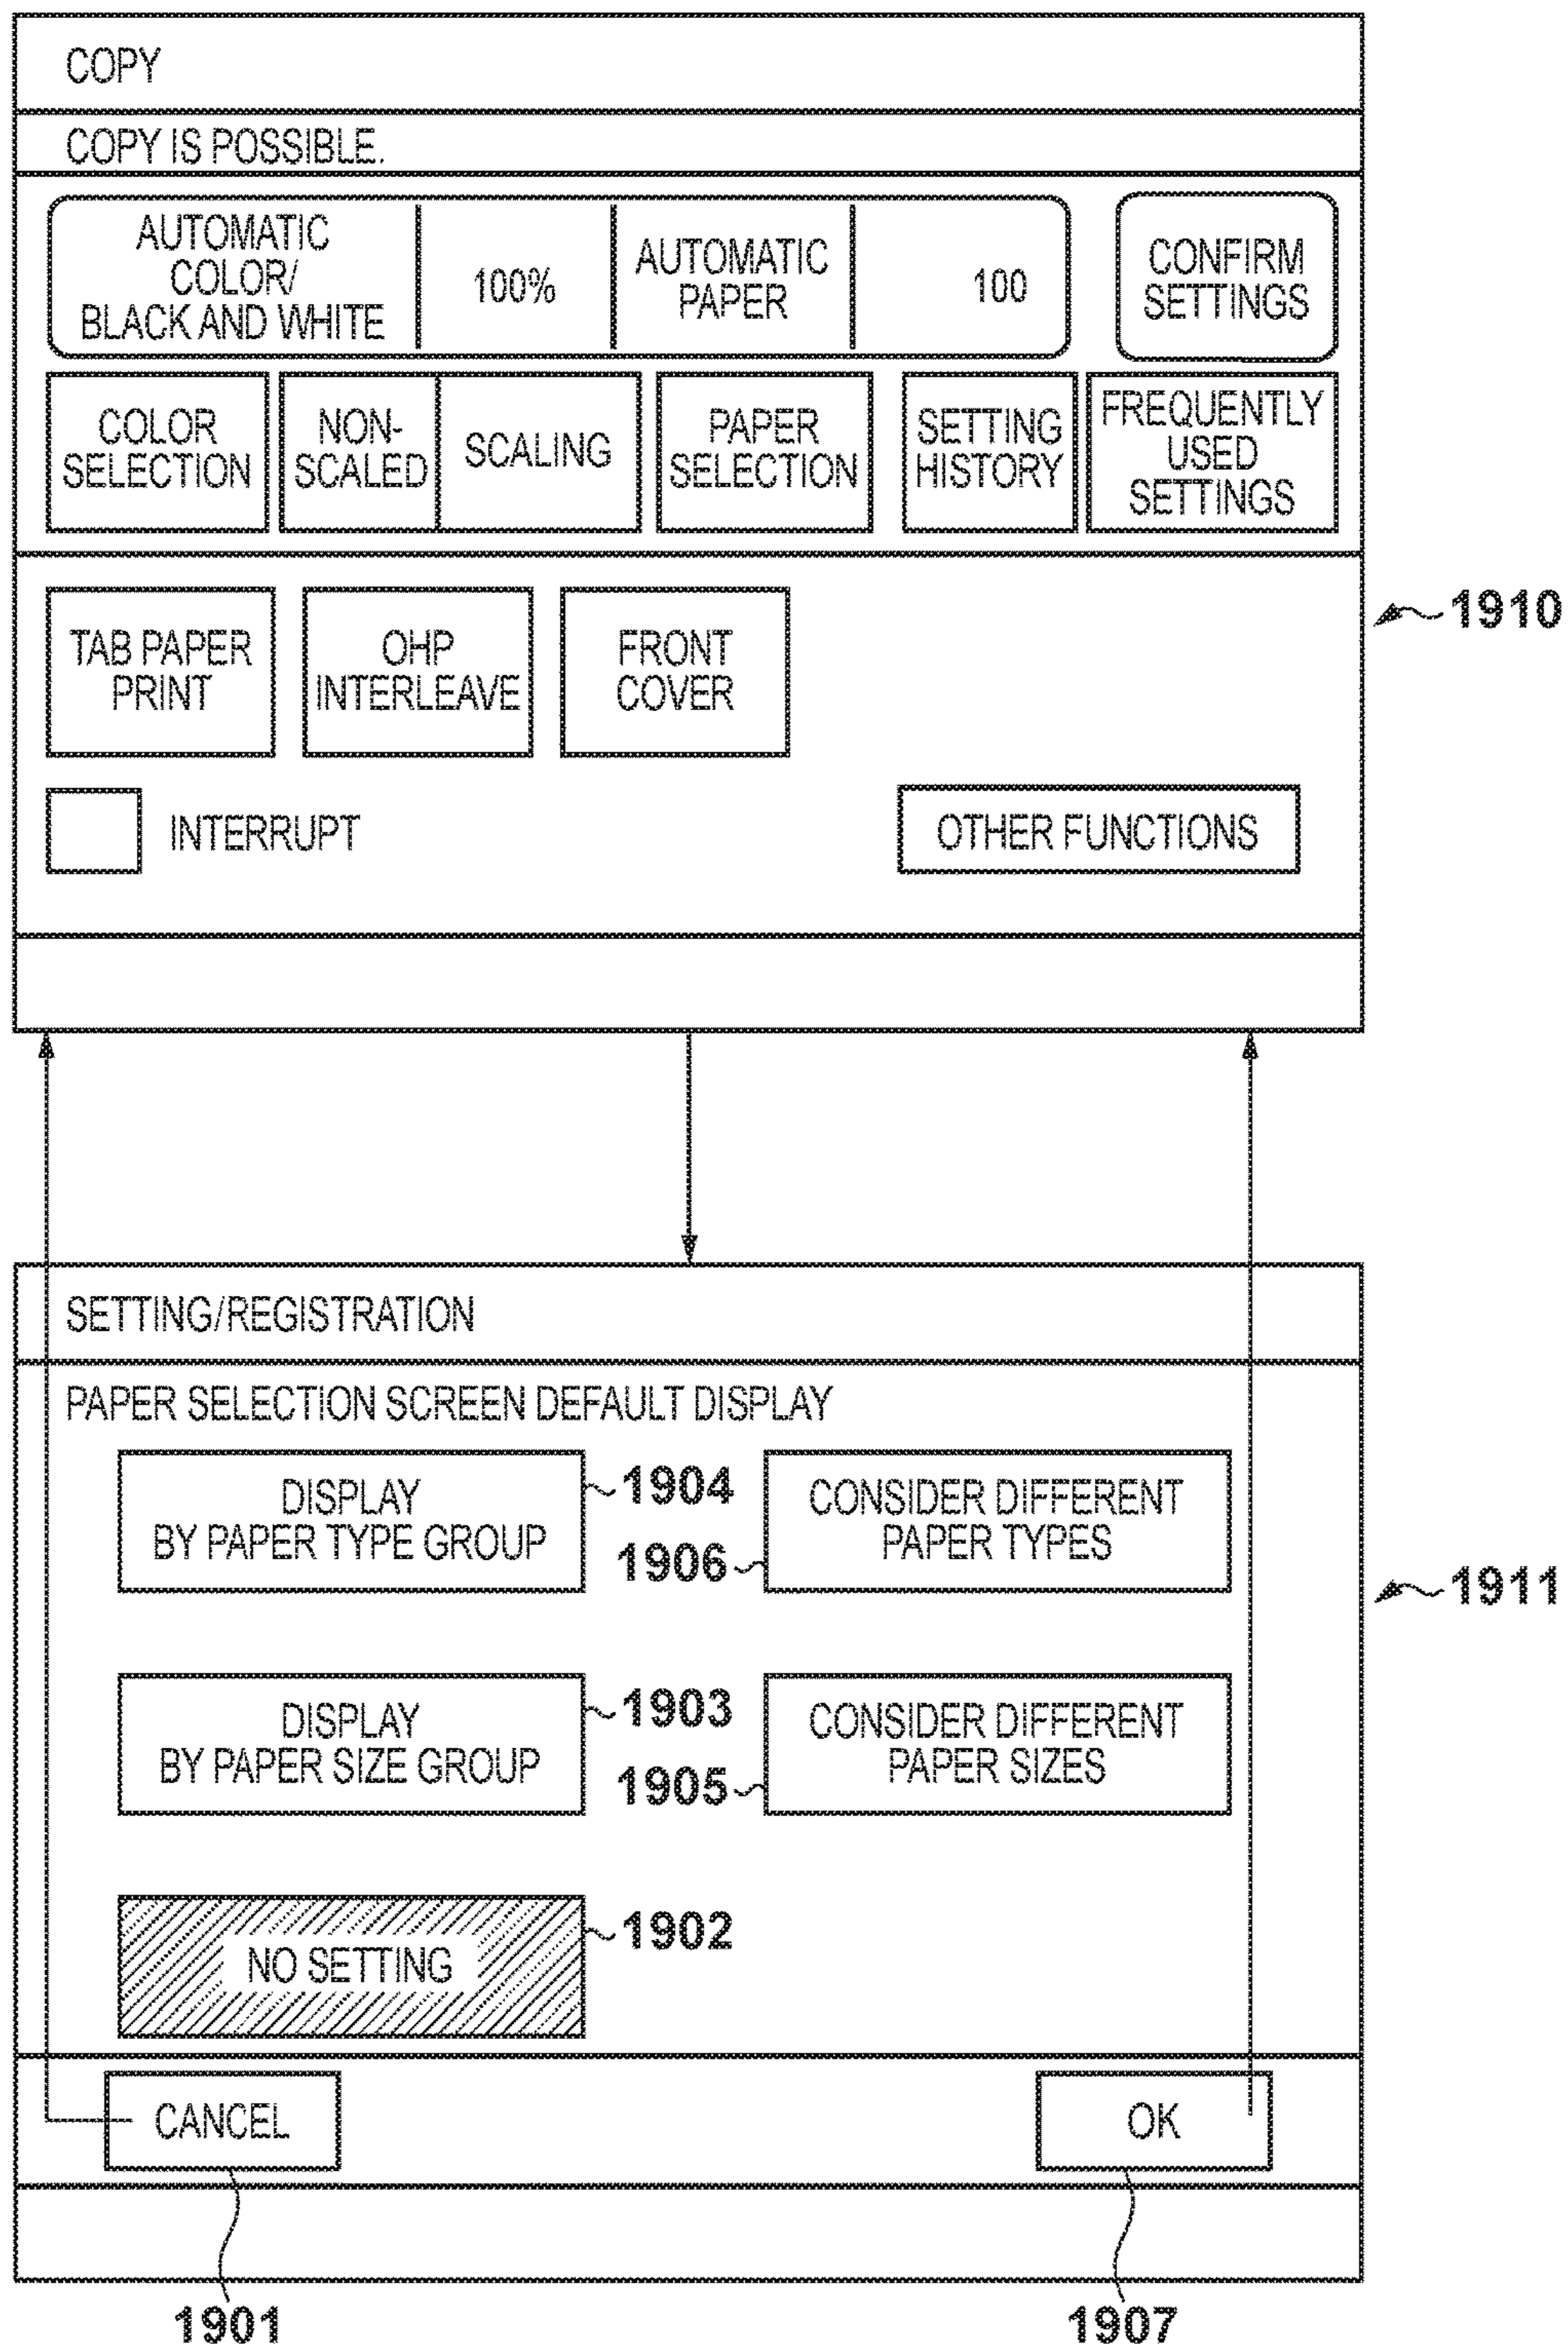 COPY
COPY IS POSSIBLE.
AUTOMATIC
COLOR/
BLACK AND WHITE
100%
AUTOMATIC
PAPER
100
CONFIRM
SETTINGS
COLOR
SELECTION
NON-
SCALED
SCALING
PAPER
SELECTION
SETTING
HISTORY
FREQUENTLY
USED
SETTINGS
TAB PAPER
PRINT
OHP
INTERLEAVE
FRONT
COVER
1910
INTERRUPT
OTHER FUNCTIONS
SETTING/REGISTRATION
PAPER SELECTION SCREEN DEFAULT DISPLAY
DISPLAY
BY PAPER TYPE GROUP
1904
1906
CONSIDER DIFFERENT
PAPER TYPES
1911
DISPLAY
BY PAPER SIZE GROUP
1903
1905
CONSIDER DIFFERENT
PAPER SIZES
NO SETTING
1902
CANCEL
OK
1901
1907